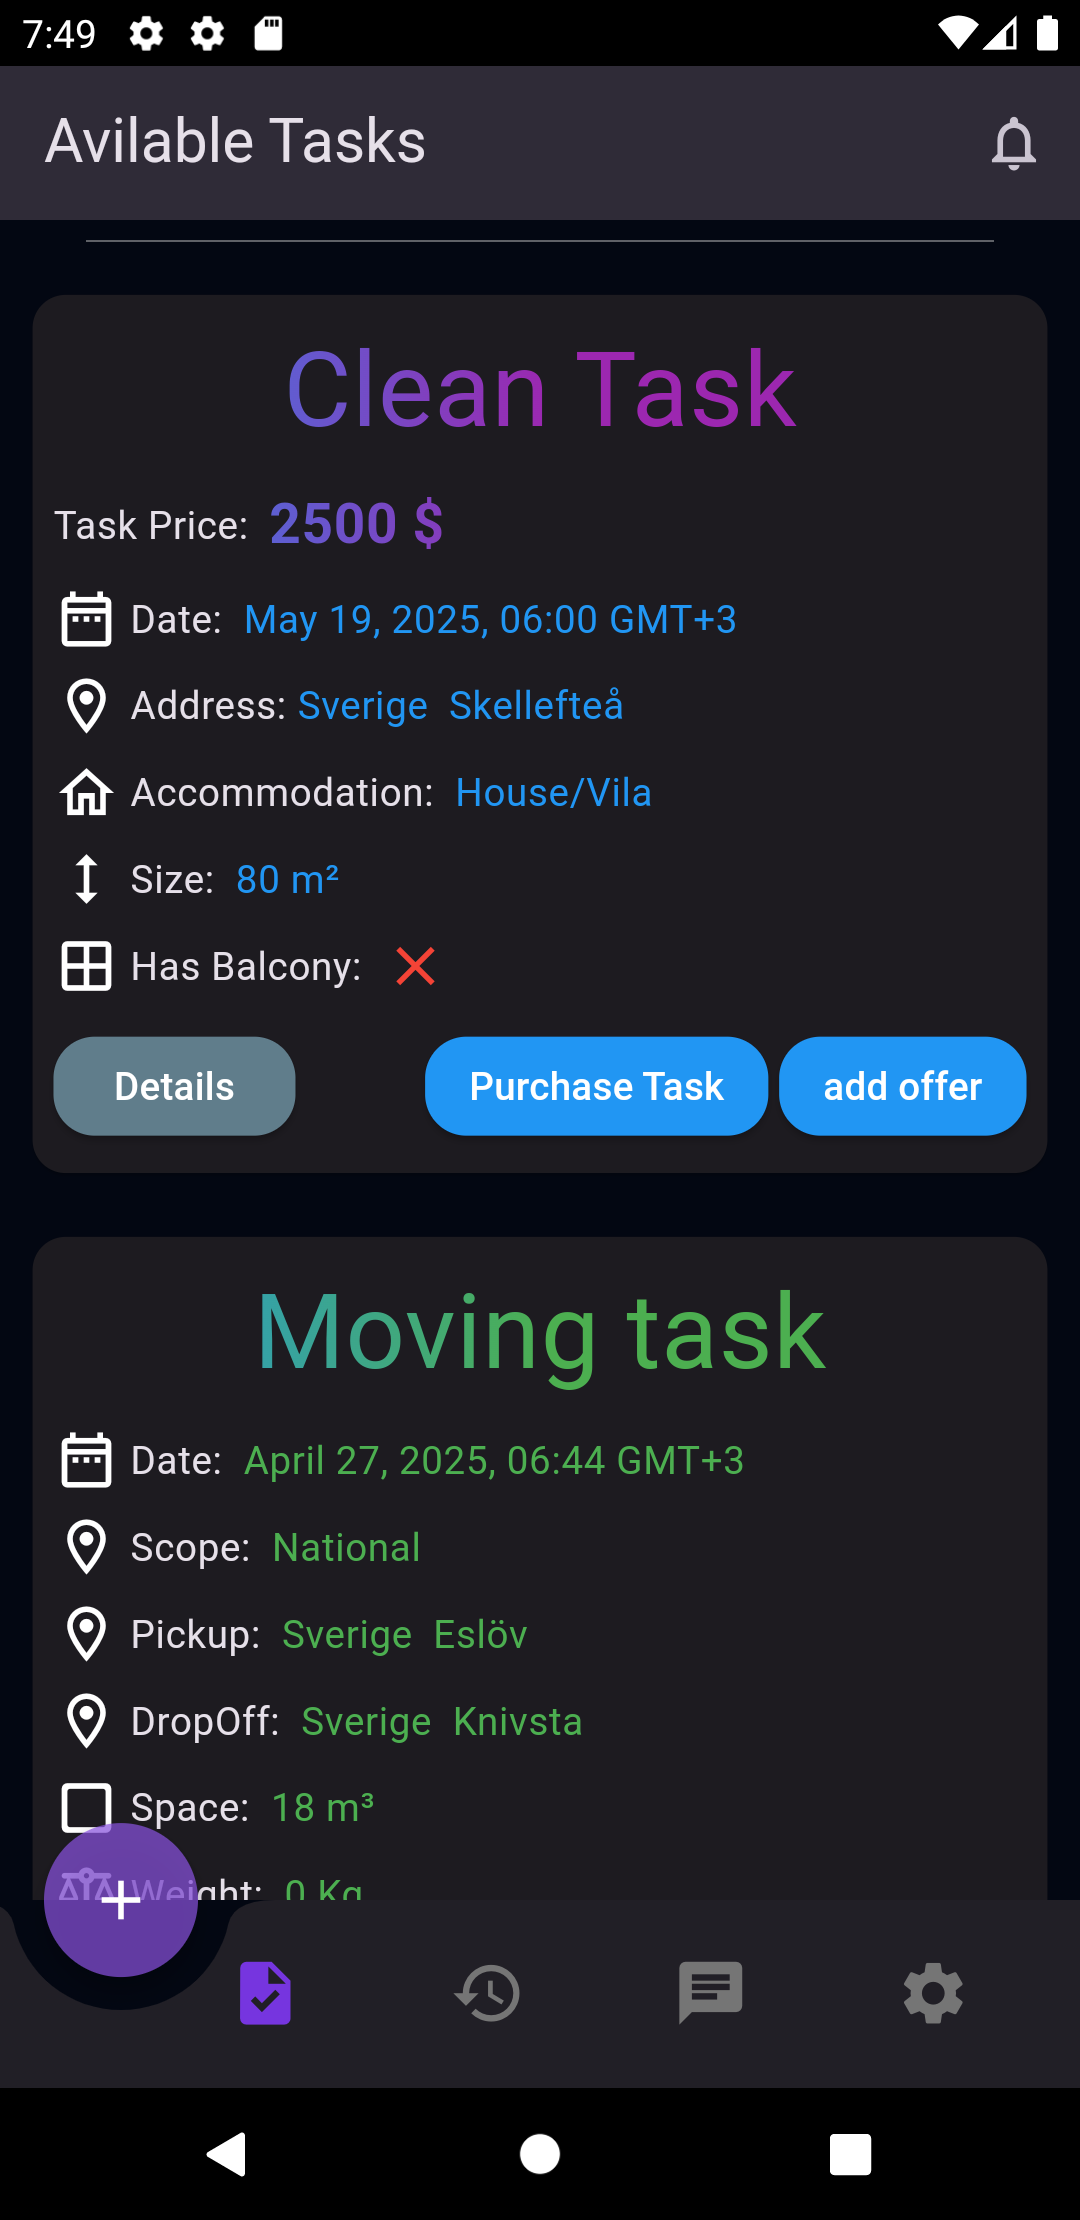 7:49
Avilable Tasks
Clean Task
Task Price: 2500 $
Date: May 19, 2025, 06:00 GMT+3
Address: Sverige Skellefteå
Accommodation: House/Vila
Size: 80 m²
Has Balcony:
Details Purchase Task add offer
Moving task
Date: April 27, 2025, 06:44 GMT+3
Scope: National
Pickup: Sverige Eslöv
DropOff: Sverige Knivsta
Space: 18 m³
Weight: 0 Kg